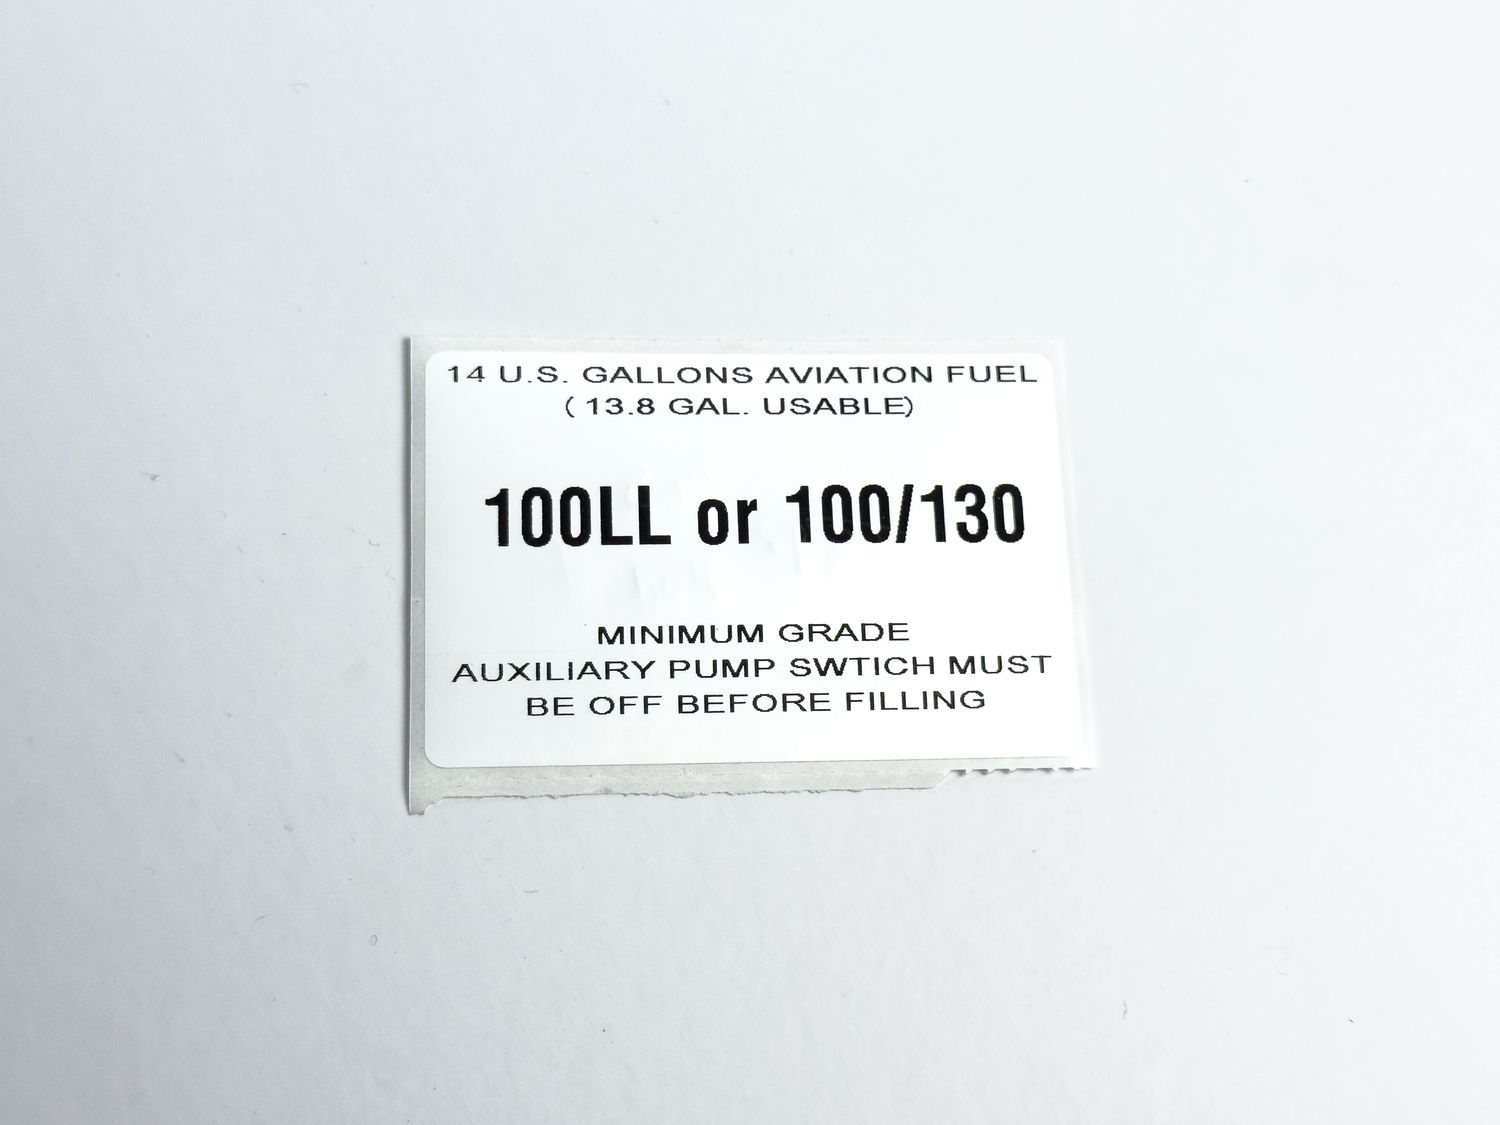 14 U.S. GALLONS AVIATION FUEL
( 13.8 GAL. USABLE)
100LL or 100/130
MINIMUM GRADE
AUXILIARY PUMP SWTICH MUST
BE OFF BEFORE FILLING